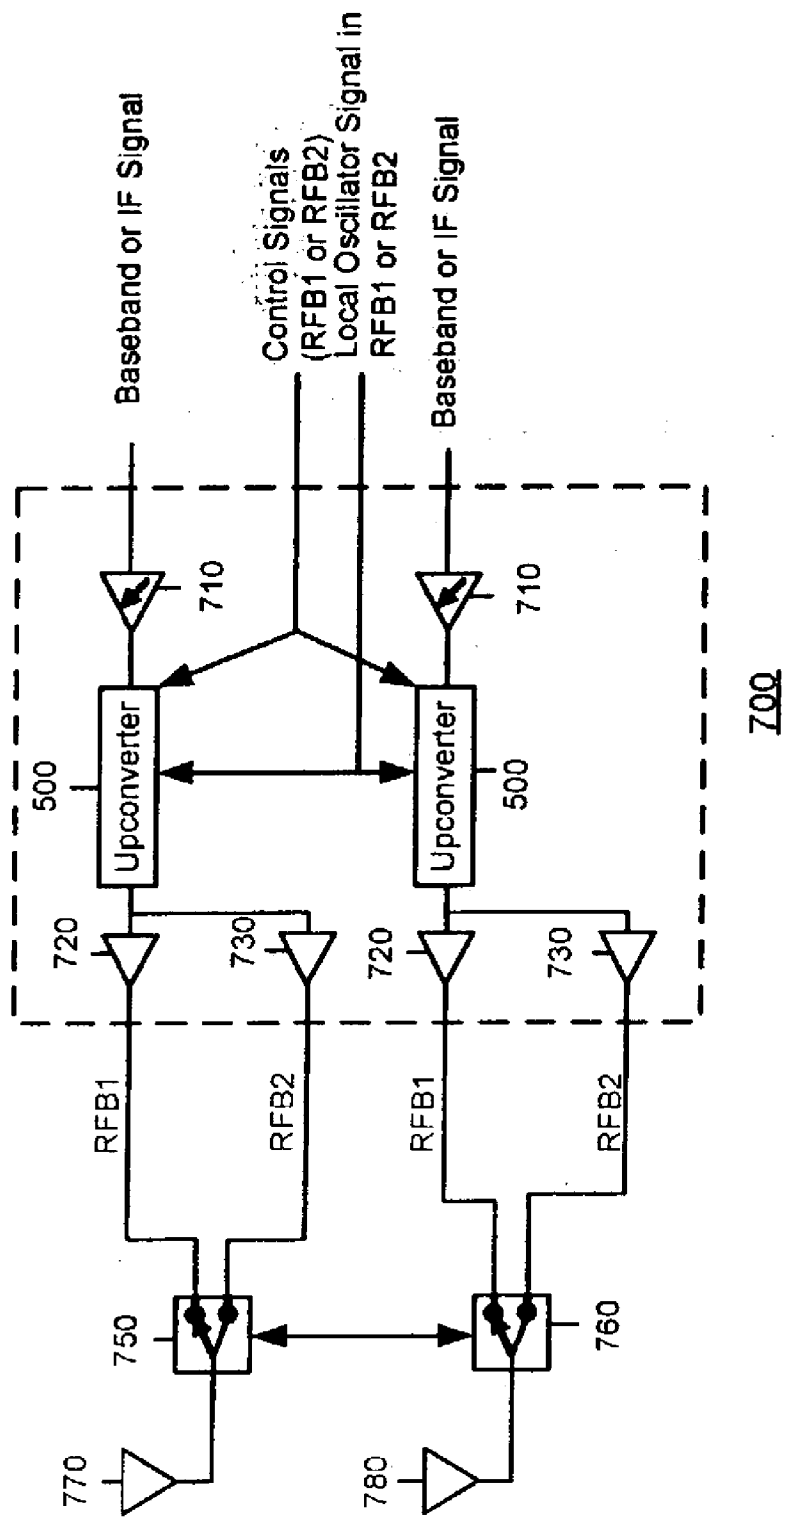 Baseband or IF Signal
Control Signals
(RFB1 or RFB2)
Local Oscillator Signal in
RFB1 or RFB2
Baseband or IF Signal
710
710
500
Upconverter
Upconverter
500
720
730
720
730
RFB1
RFB2
RFB1
RFB2
750
760
770
780
700